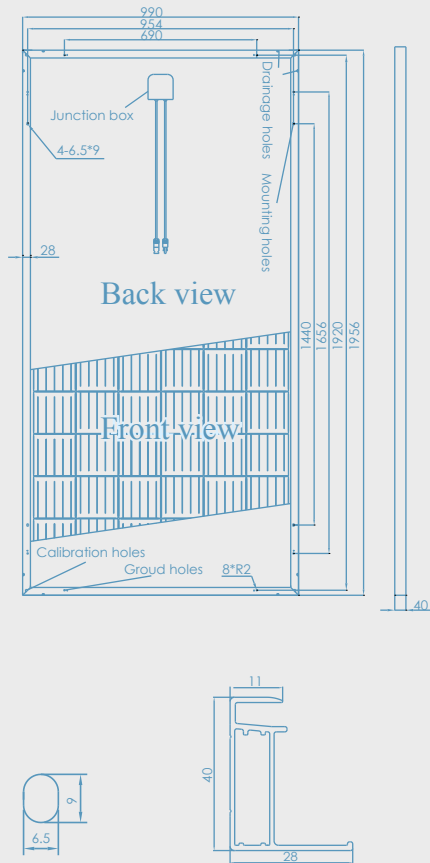 990
954
690
Junction box
Drainage holes
Mounting holes
4-6.5*9
28
Back view
1440
1656
1920
1956
Front view
Calibration holes
Groud holes
8*R2
40
11
40
28
9
6.5